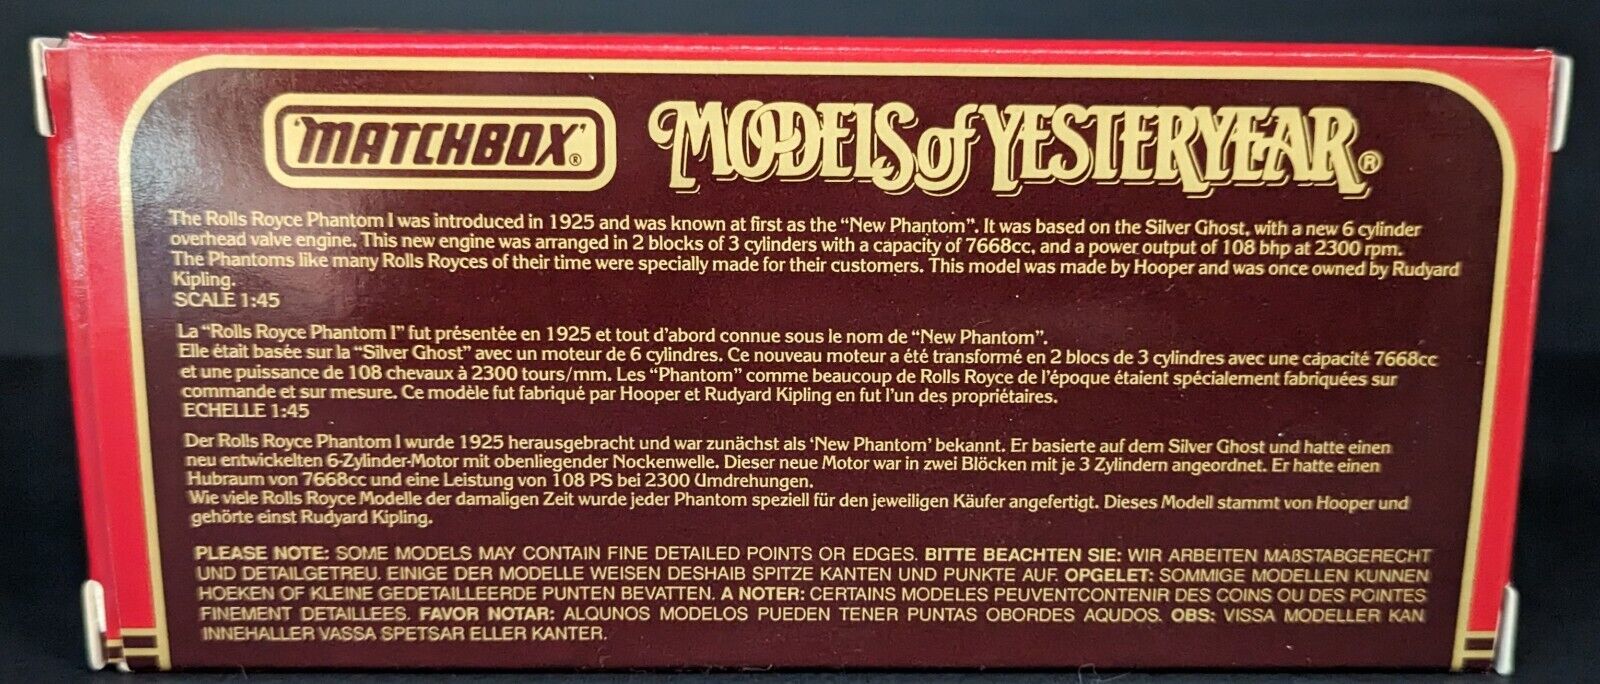 'MATCHBOX'® MODELS of YESTERYEAR®
The Rolls Royce Phantom I was introduced in 1925 and was known at first as the “New Phantom”. It was based on the Silver Ghost, with a new 6 cylinder
overhead valve engine. This new engine was arranged in 2 blocks of 3 cylinders with a capacity of 7668cc, and a power output of 108 bhp at 2300 rpm.
The Phantoms like many Rolls Royces of their time were specially made for their customers. This model was made by Hooper and was once owned by Rudyard
Kipling.
SCALE 1:45
La “Rolls Royce Phantom I” fut présentée en 1925 et tout d’abord connue sous le nom de “New Phantom”.
Elle était basée sur la “Silver Ghost” avec un moteur de 6 cylindres. Ce nouveau moteur a été transformé en 2 blocs de 3 cylindres avec une capacité 7668cc
et une puissance de 108 chevaux à 2300 tours/mm. Les “Phantom” comme beaucoup de Rolls Royce de l’époque étaient spécialement fabriquées sur
commande et sur mesure. Ce modèle fut fabriqué par Hooper et Rudyard Kipling en fut l’un des propriétaires.
ECHELLE 1:45
Der Rolls Royce Phantom I wurde 1925 herausgebracht und war zunächst als ‘New Phantom’ bekannt. Er basierte auf dem Silver Ghost und hatte einen
neu entwickelten 6-Zylinder-Motor mit obenliegender Nockenwelle. Dieser neue Motor war in zwei Blöcken mit je 3 Zylindern angeordnet. Er hatte einen
Hubraum von 7668cc und eine Leistung von 108 PS bei 2300 Umdrehungen.
Wie viele Rolls Royce Modelle der damaligen Zeit wurde jeder Phantom speziell für den jeweiligen Käufer angefertigt. Dieses Modell stammt von Hooper und
gehörte einst Rudyard Kipling.
PLEASE NOTE: SOME MODELS MAY CONTAIN FINE DETAILED POINTS OR EDGES. BITTE BEACHTEN SIE: WIR ARBEITEN MAßSTABGERECHT
UND DETAILGETREU. EINIGE DER MODELLE WEISEN DESHAIB SPITZE KANTEN UND PUNKTE AUF. OPGELET: SOMMIGE MODELLEN KUNNEN
HOEKEN OF KLEINE GEDETAILLEERDE PUNTEN BEVATTEN. A NOTER: CERTAINS MODELES PEUVENTCONTENIR DES COINS OU DES POINTES
FINEMENT DETAILLEES. FAVOR NOTAR: ALQUNOS MODELOS PUEDEN TENER PUNTAS OBORDES AQUDOS. OBS: VISSA MODELLER KAN
INNEHALLER VASSA SPETSAR ELLER KANTER.